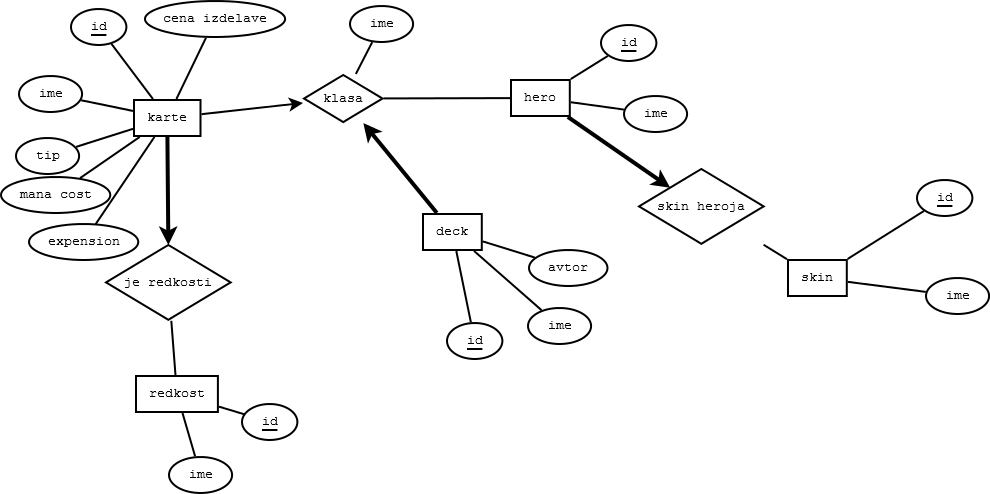 id
cena izdelave
ime
id
ime
klasa
hero
ime
karte
tip
mana cost
expension
skin heroja
id
deck
avtor
skin
je redkosti
ime
ime
id
redkost
id
ime